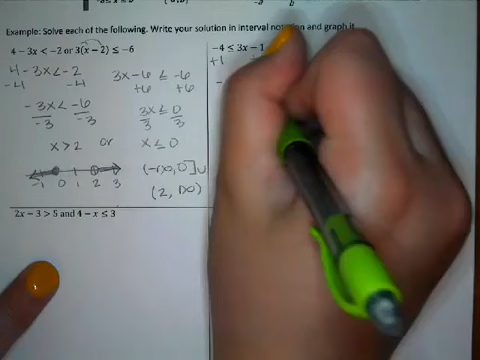 Example: Solve each of the following. Write your solution in interval and graph it.
4 − 3x < −2 or 3(x − 2) ≤ −6
−4 ≤ 3x − 1
4 - 3x < -2
3x - 6 ≤ -6
+1
-4 -4
+6 +6
-3x < -6
3x ≤ 0
-3 -3
3 3
x > 2 or x ≤ 0
(-∞, 0] ∪
-1 0 1 2 3
(2, ∞)
2x − 3 > 5 and 4 − x ≤ 3